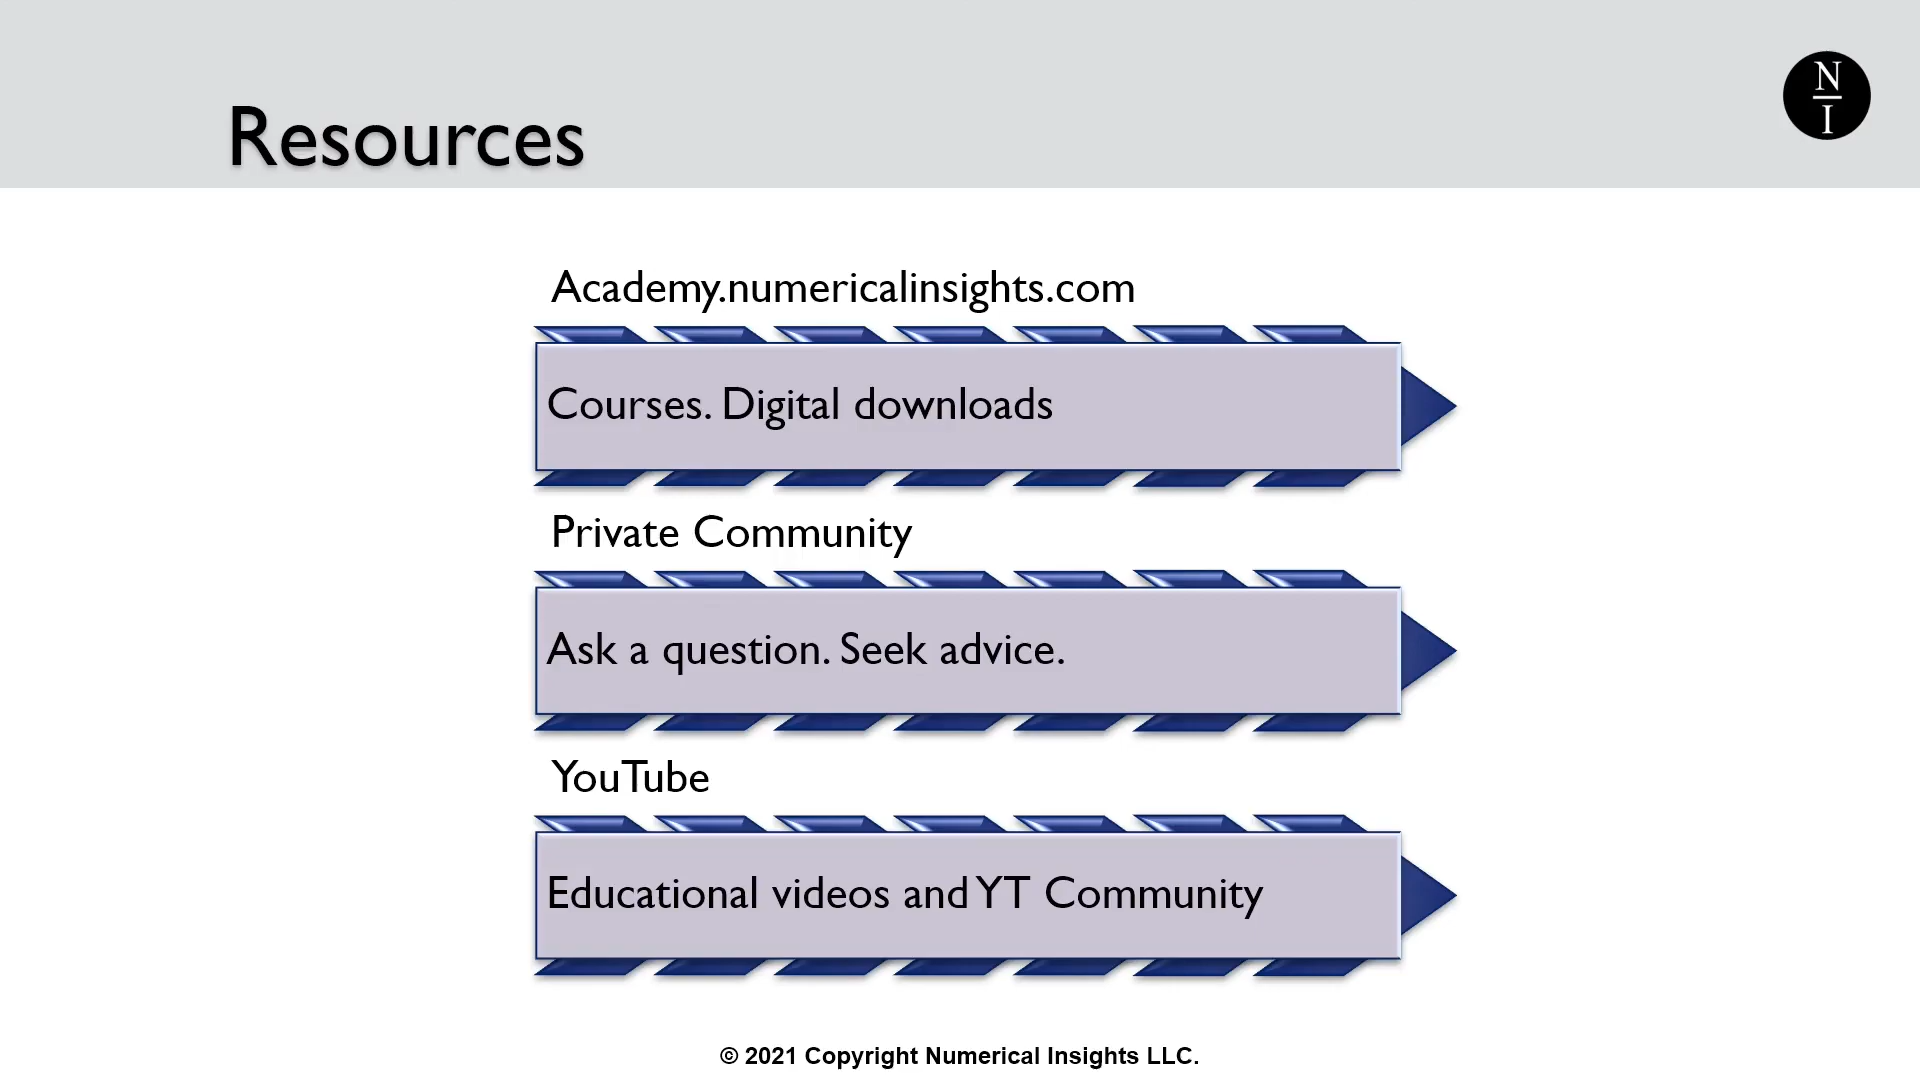 Resources
N
I
Academy.numericalinsights.com
Courses. Digital downloads
Private Community
Ask a question. Seek advice.
YouTube
Educational videos and YT Community
© 2021 Copyright Numerical Insights LLC.